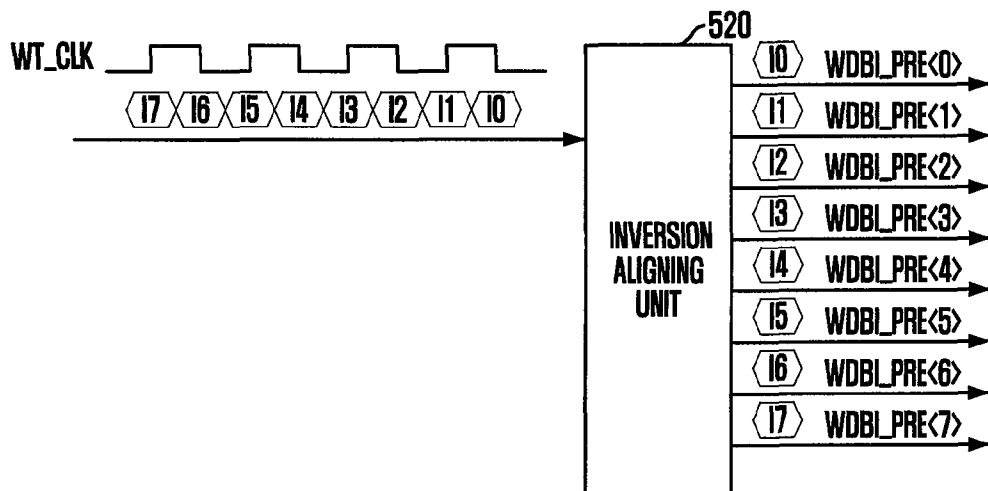 520
WT_CLK
I7 I6 I5 I4 I3 I2 I1 I0
INVERSION
ALIGNING
UNIT
I0 WDBI_PRE<0>
I1 WDBI_PRE<1>
I2 WDBI_PRE<2>
I3 WDBI_PRE<3>
I4 WDBI_PRE<4>
I5 WDBI_PRE<5>
I6 WDBI_PRE<6>
I7 WDBI_PRE<7>